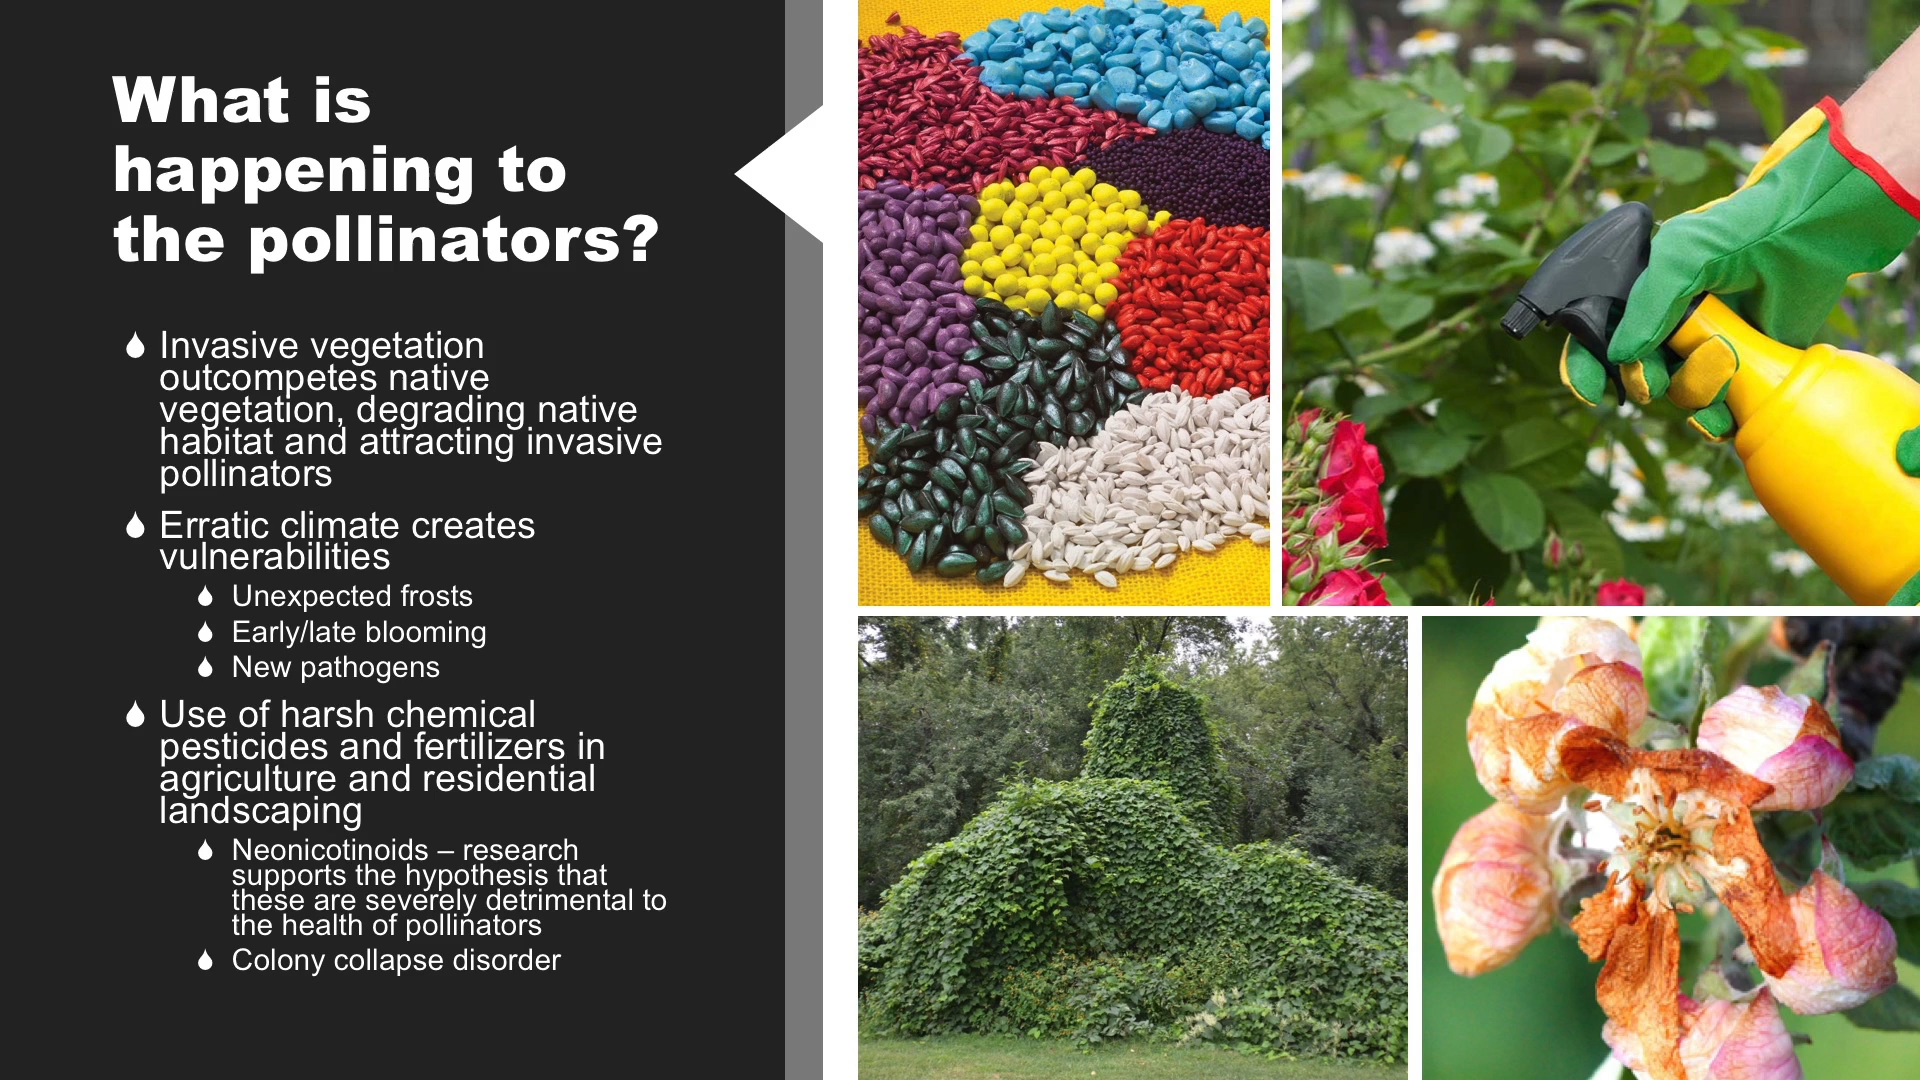 What is
happening to
the pollinators?
Invasive vegetation
outcompetes native
vegetation, degrading native
habitat and attracting invasive
pollinators
Erratic climate creates
vulnerabilities
Unexpected frosts
Early/late blooming
New pathogens
Use of harsh chemical
pesticides and fertilizers in
agriculture and residential
landscaping
Neonicotinoids – research
supports the hypothesis that
these are severely detrimental to
the health of pollinators
Colony collapse disorder